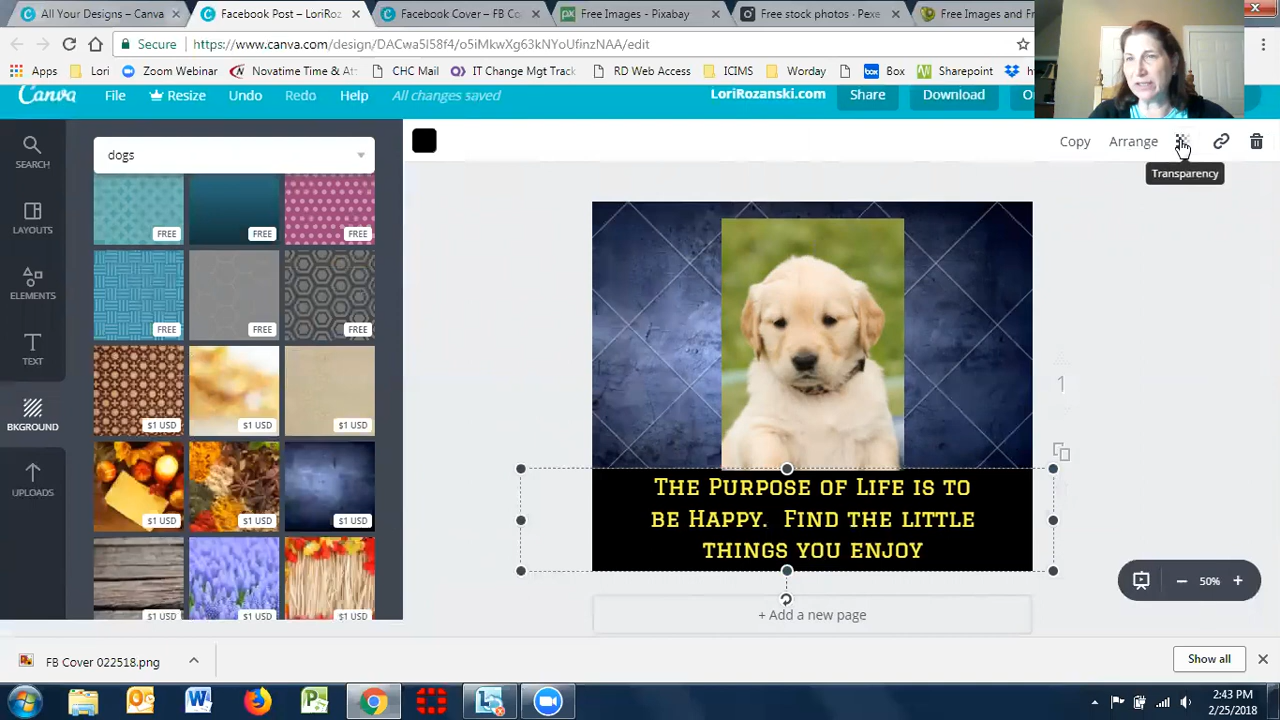 All Your Designs – Canva
Facebook Post – LoriRoz
Facebook Cover – FB C
Free Images - Pixabay
Free stock photos · Pexe
Free Images and Fr
Secure
https://www.canva.com/design/DACwa5i58f4/o5iMkwXg63kNYoUfinzNAA/edit
Apps
Lori
Zoom Webinar
Novatime Time & At
CHC Mail
IT Change Mgt Track
RD Web Access
ICIMS
Worday
Box
Sharepoint
h
Canva
File
Resize
Undo
Redo
Help
All changes saved
LoriRozanski.com
Share
Download
dogs
Copy
Arrange
Transparency
SEARCH
LAYOUTS
ELEMENTS
TEXT
BKGROUND
UPLOADS
FREE FREE FREE
FREE FREE FREE
$1 USD $1 USD $1 USD
$1 USD $1 USD $1 USD
$1 USD $1 USD $1 USD
The Purpose of Life is to
be Happy. Find the little
things you enjoy
1
+ Add a new page
50%
FB Cover 022518.png
Show all
2:43 PM
2/25/2018